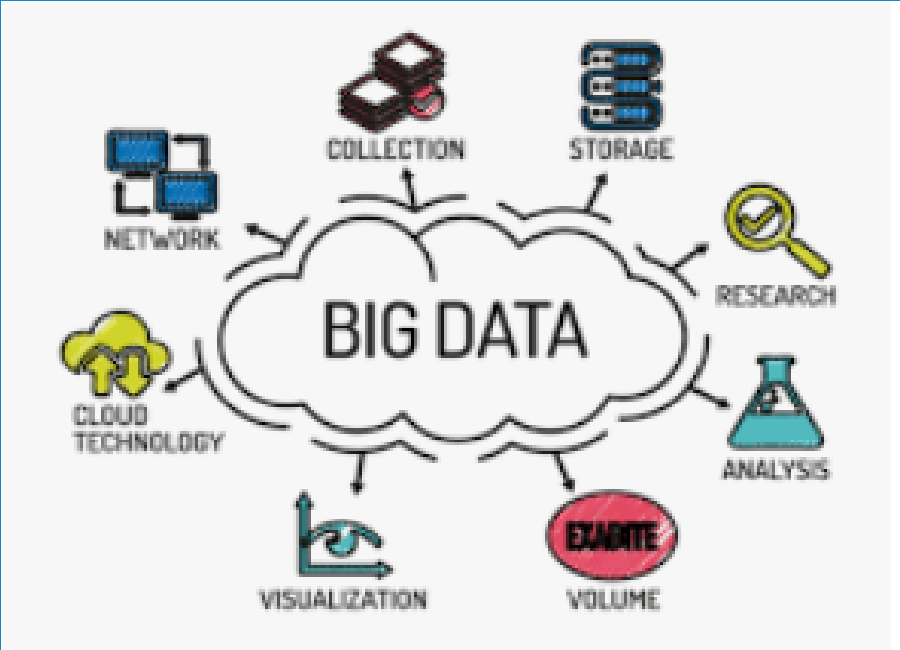 COLLECTION
STORAGE
NETWORK
RESEARCH
BIG DATA
CLOUD
TECHNOLOGY
ANALYSIS
EXABITE
VISUALIZATION
VOLUME